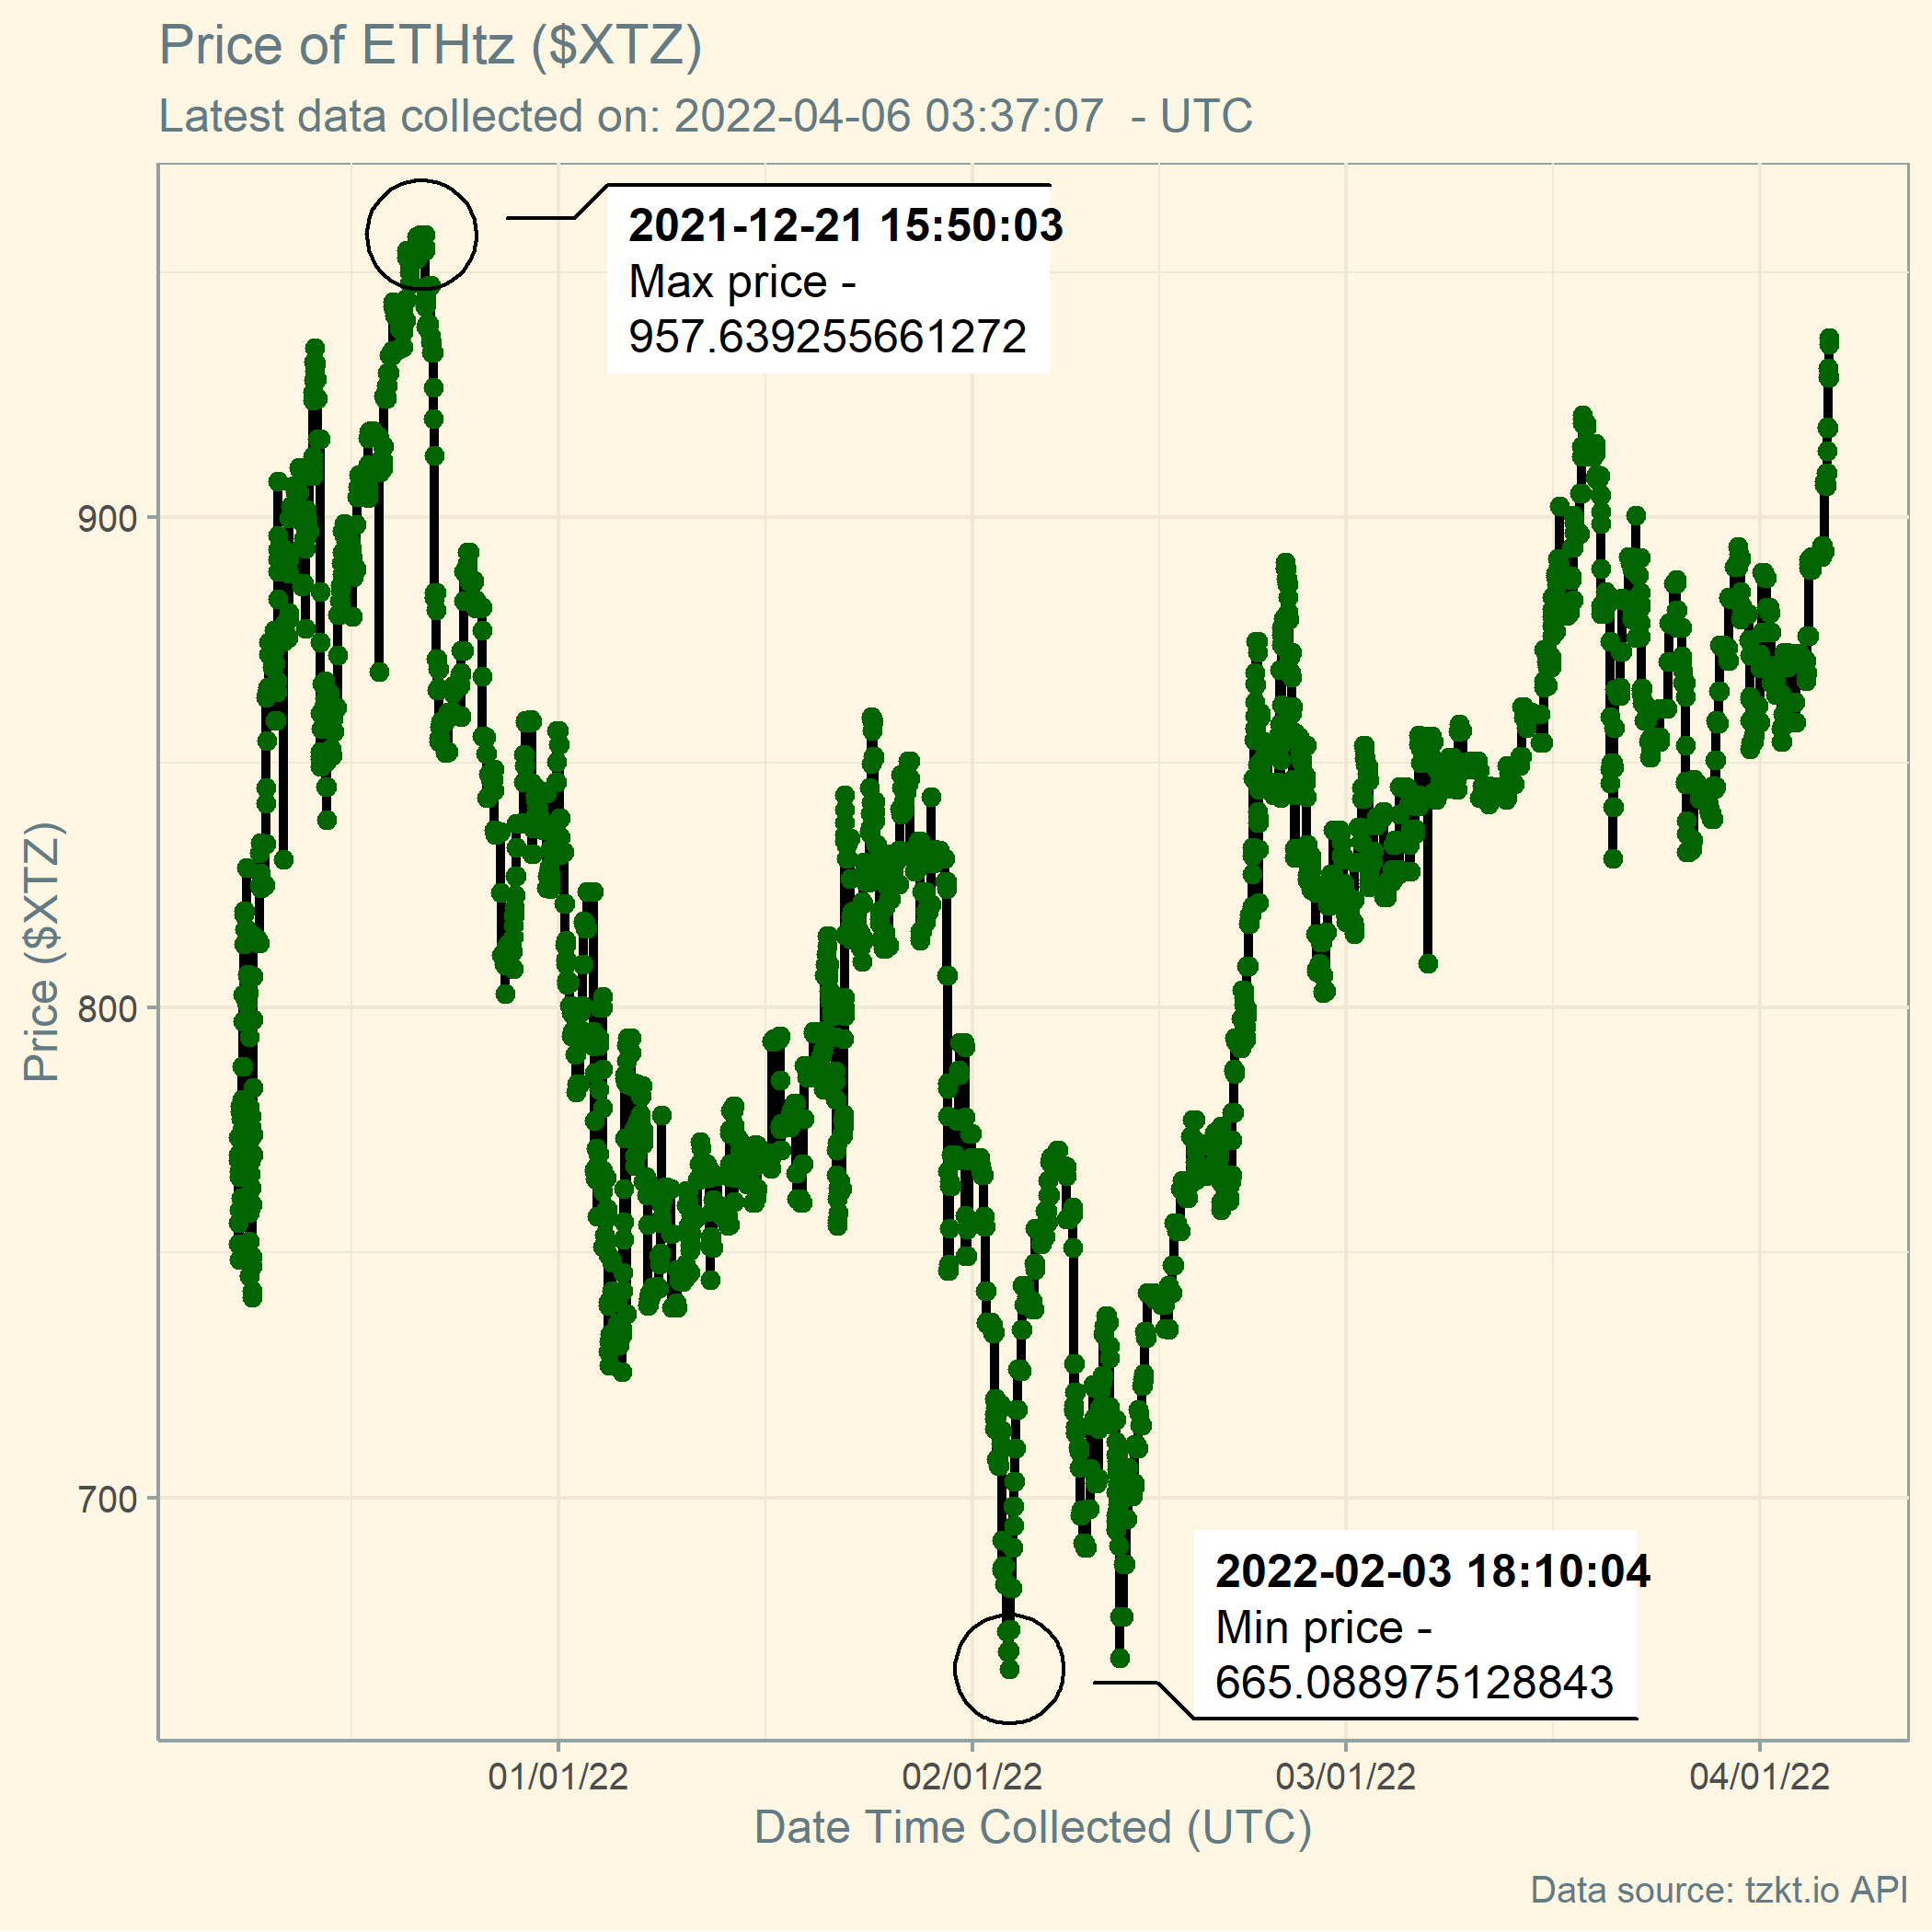 Price of ETHtz ($XTZ)
Latest data collected on: 2022-04-06 03:37:07  - UTC
2021-12-21 15:50:03
Max price -
957.639255661272
900
800
700
Price ($XTZ)
2022-02-03 18:10:04
Min price -
665.088975128843
01/01/22
02/01/22
03/01/22
04/01/22
Date Time Collected (UTC)
Data source: tzkt.io API